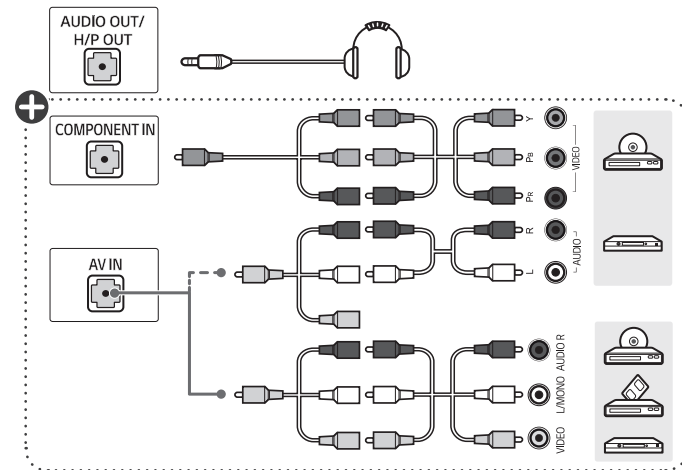 AUDIO OUT/
H/P OUT
COMPONENT IN
Y
PB
PR
VIDEO
AV IN
R
L
AUDIO
AUDIO R
L/MONO
VIDEO